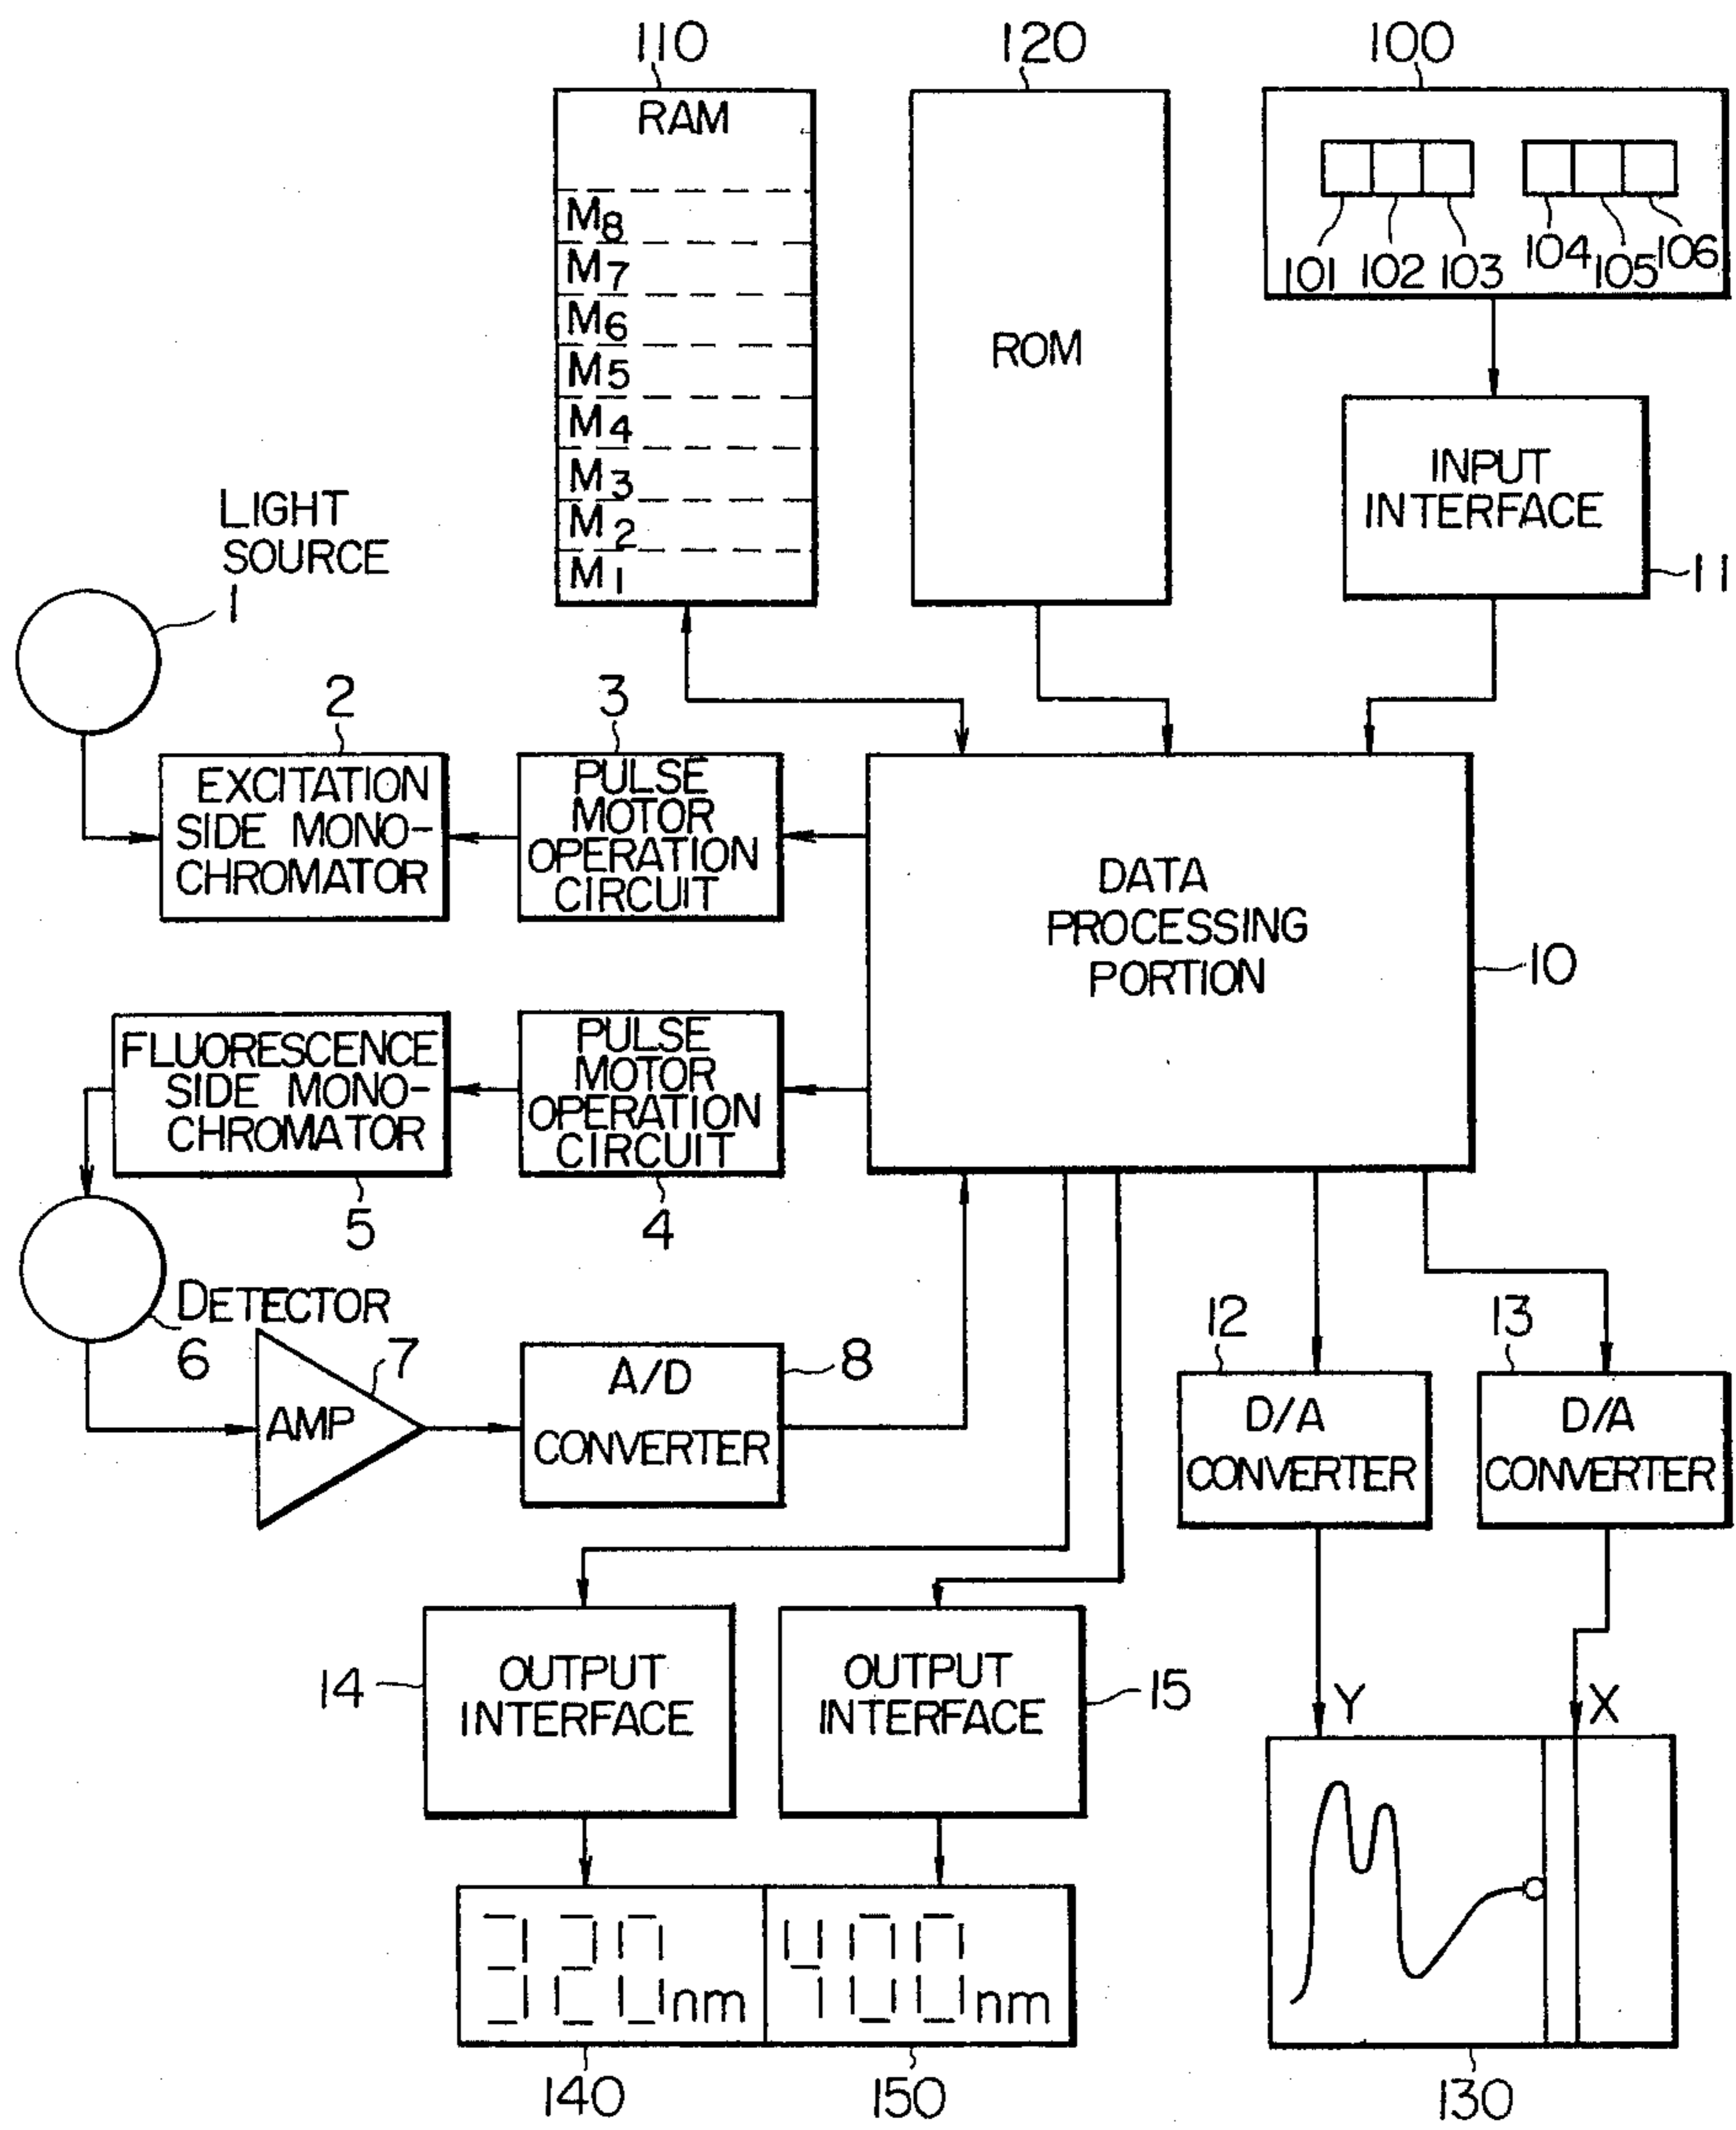 110
120
100
RAM
M8
M7
M6
M5
M4
M3
M2
M1
ROM
101
102
103
104
105
106
INPUT
INTERFACE
11
LIGHT
SOURCE
1
2
EXCITATION
SIDE MONO-
CHROMATOR
3
PULSE
MOTOR
OPERATION
CIRCUIT
DATA
PROCESSING
PORTION
10
FLUORESCENCE
SIDE MONO-
CHROMATOR
5
PULSE
MOTOR
OPERATION
CIRCUIT
4
DETECTOR
6
AMP
7
A/D
CONVERTER
8
12
D/A
CONVERTER
13
D/A
CONVERTER
14
OUTPUT
INTERFACE
OUTPUT
INTERFACE
15
Y
X
320nm
400nm
140
150
130